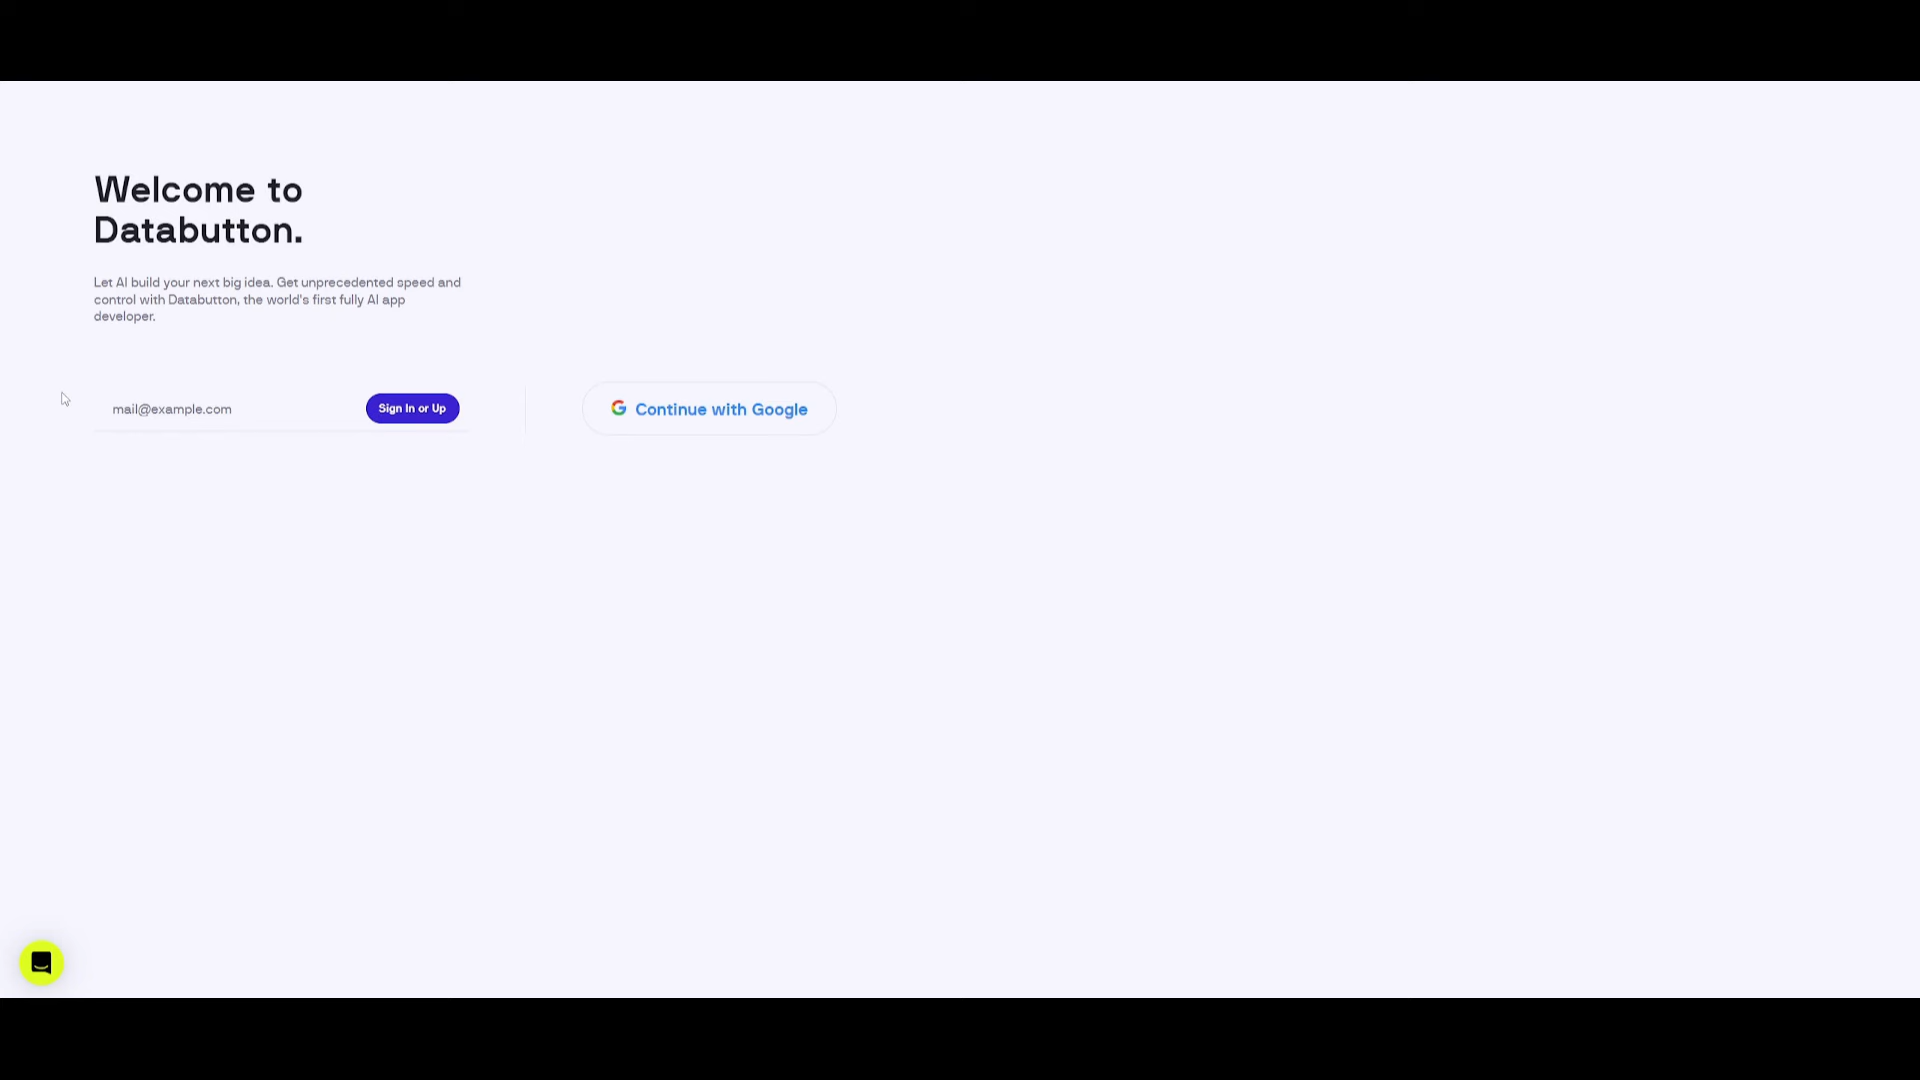 Welcome to
Databutton.
Let AI build your next big idea. Get unprecedented speed and
control with Databutton, the world's first fully AI app
developer.
mail@example.com
Sign In or Up
Continue with Google